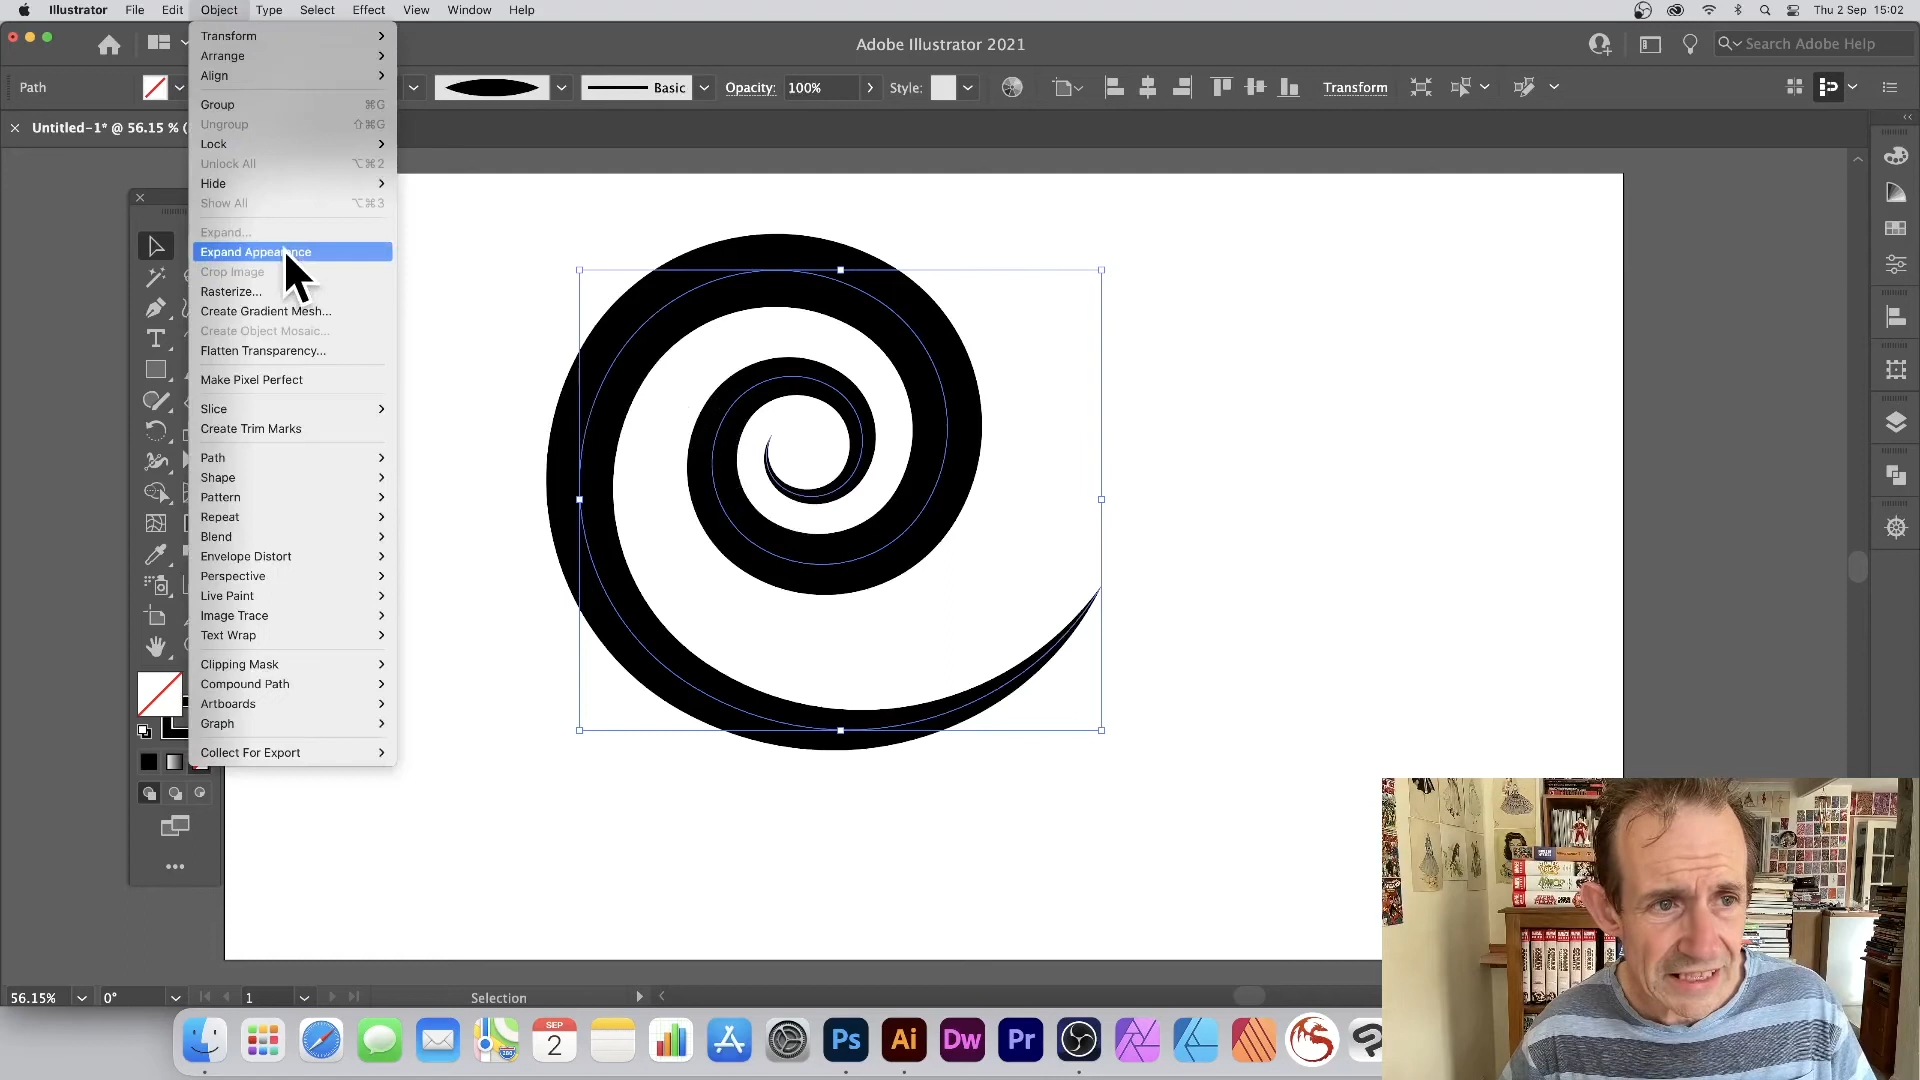 Illustrator File Edit Object Type Select Effect View Window Help Thu 2 Sep 15:02
Adobe Illustrator 2021
Search Adobe Help
Path
Basic
Opacity: 100%
Style:
Transform
Untitled-1* @ 56.15 % (
Transform
Arrange
Align
Group ⌘G
Ungroup ⇧⌘G
Lock
Unlock All ⌥⌘2
Hide
Show All ⌥⌘3
Expand...
Expand Appearance
Crop Image
Rasterize...
Create Gradient Mesh...
Create Object Mosaic...
Flatten Transparency...
Make Pixel Perfect
Slice
Create Trim Marks
Path
Shape
Pattern
Repeat
Blend
Envelope Distort
Perspective
Live Paint
Image Trace
Text Wrap
Clipping Mask
Compound Path
Artboards
Graph
Collect For Export
56.15% 0° 1 Selection
SEP
2
280
Ps
Ai
Dw
Pr